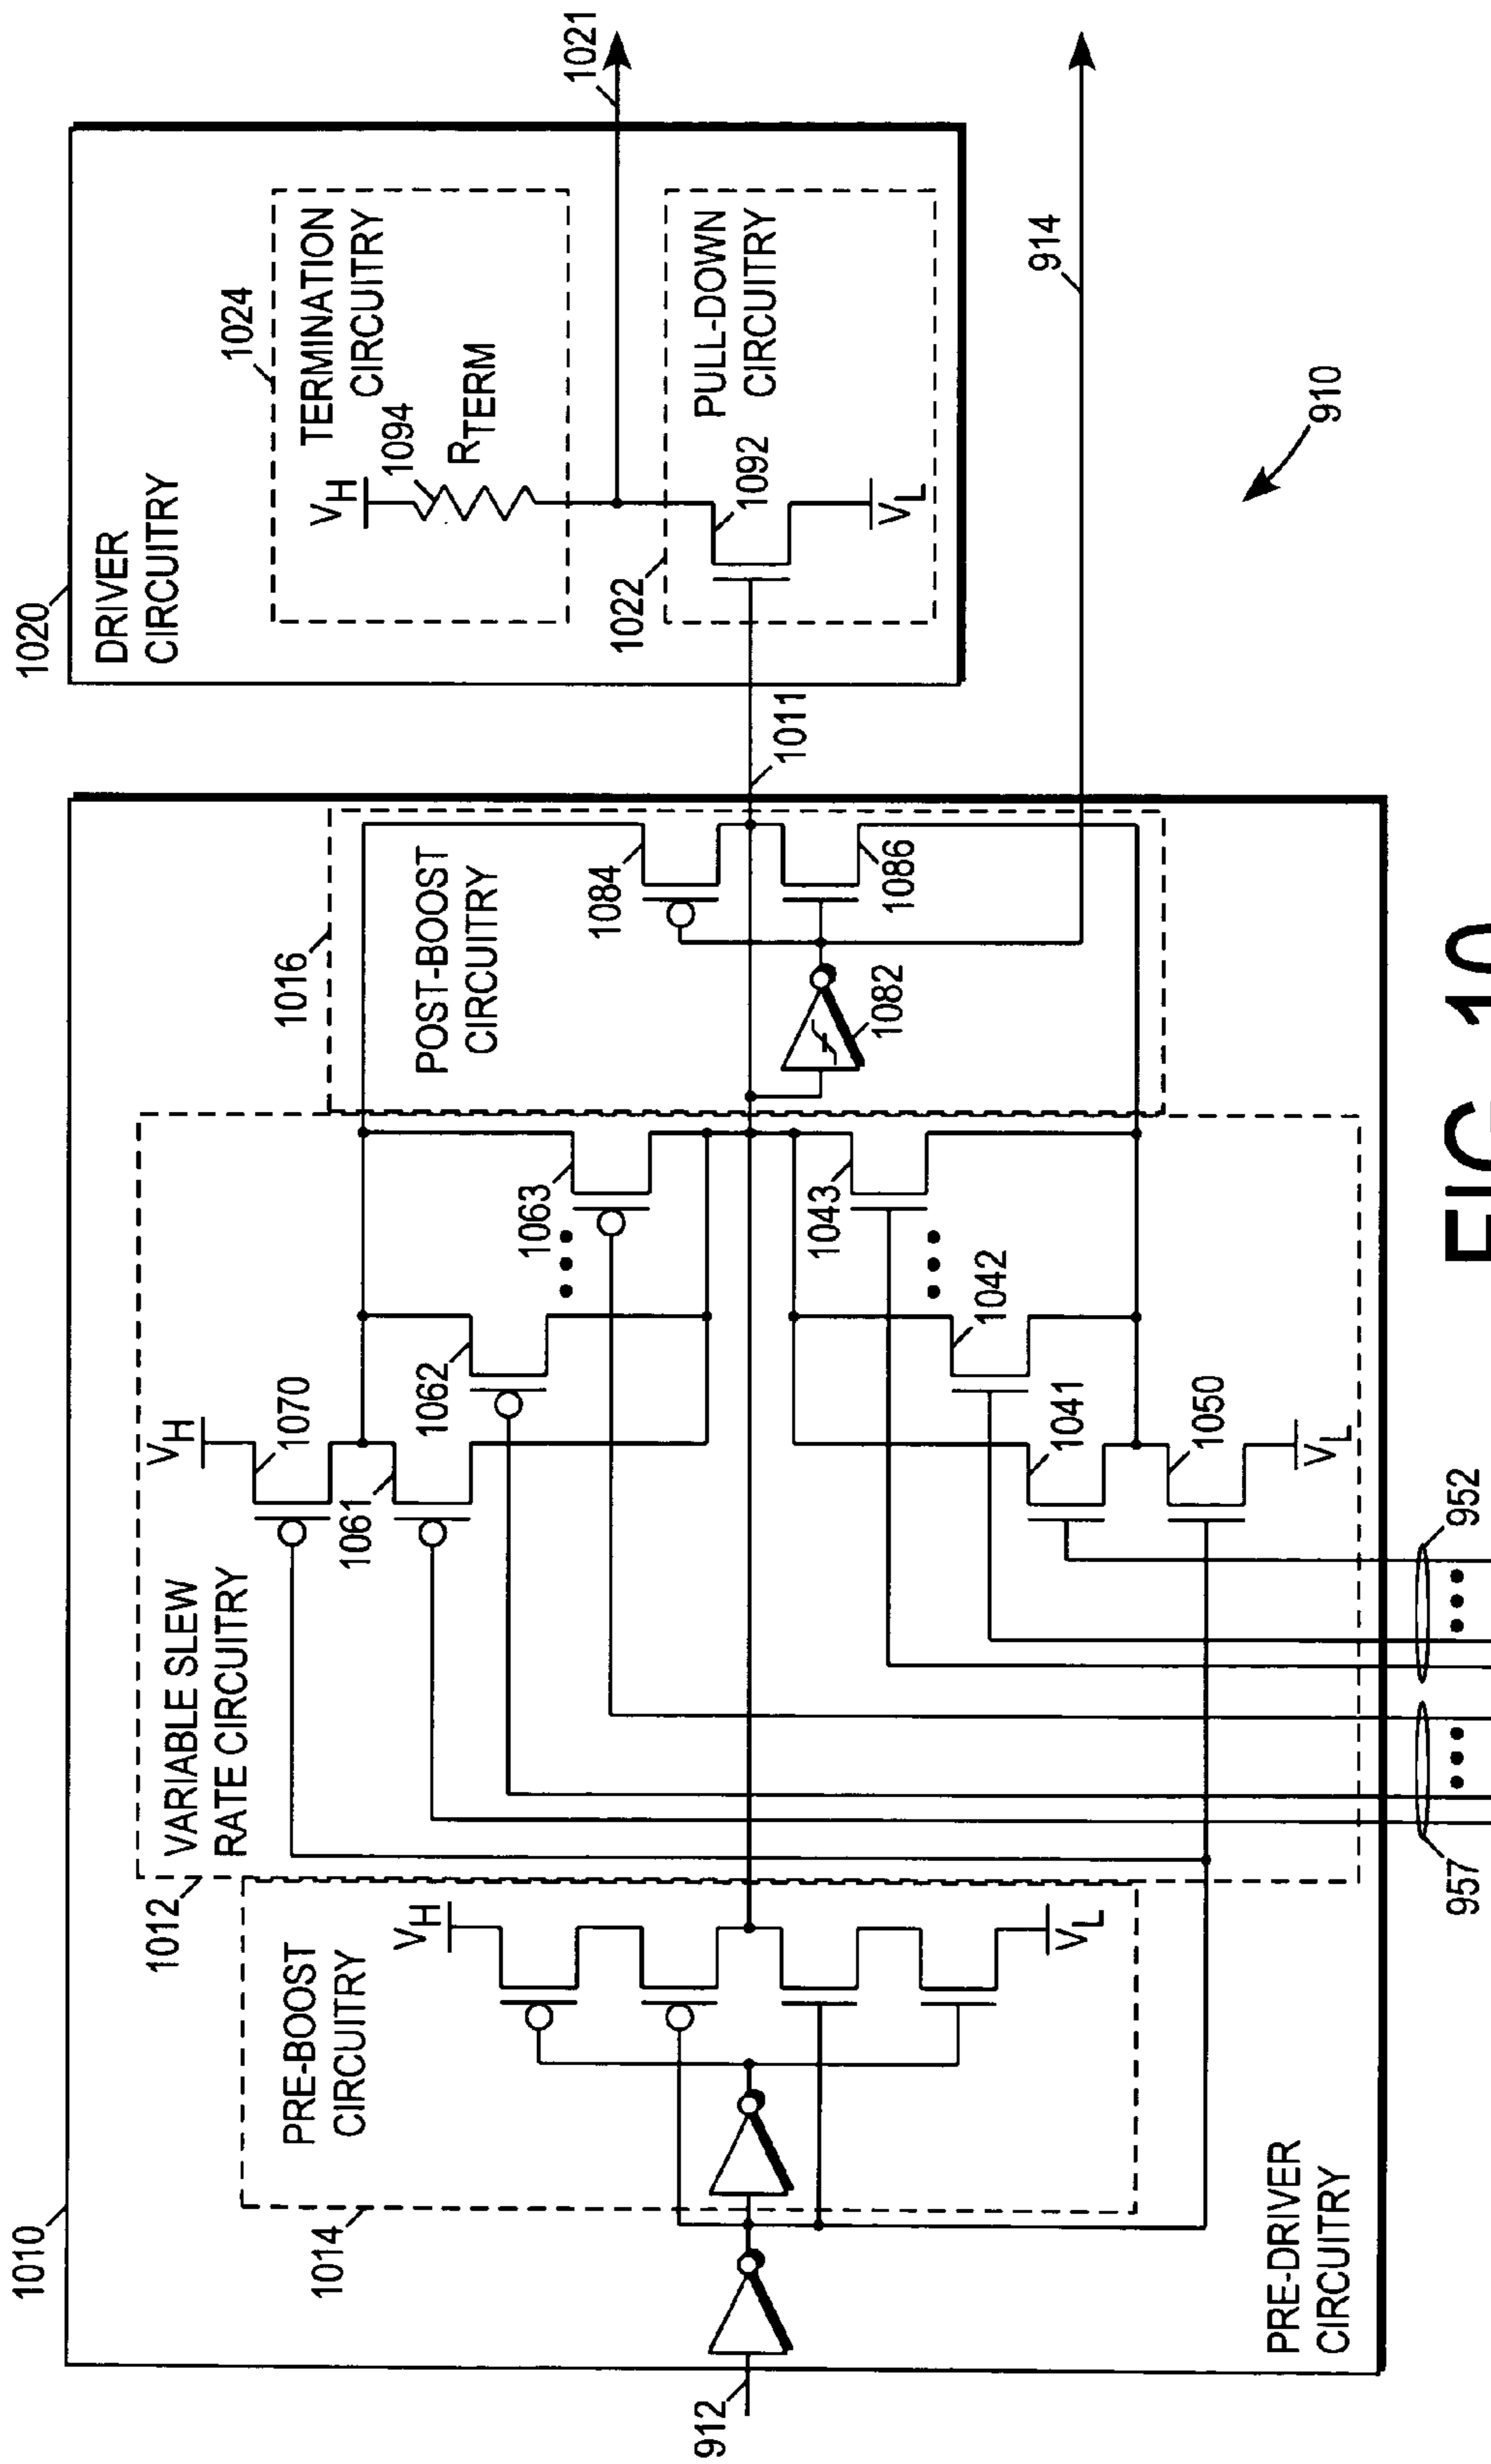 1010
PRE-DRIVER
CIRCUITRY
912
1014
PRE-BOOST
CIRCUITRY
VH
VL
1012
VARIABLE SLEW
RATE CIRCUITRY
VH
1070
1061
1062
1063
1043
1042
1041
1050
VL
957
952
1016
POST-BOOST
CIRCUITRY
1084
1086
1082
1011
1020
DRIVER
CIRCUITRY
1024
TERMINATION
CIRCUITRY
VH
1094
RTERM
1022
PULL-DOWN
CIRCUITRY
1092
VL
1021
914
910
FIG. 10